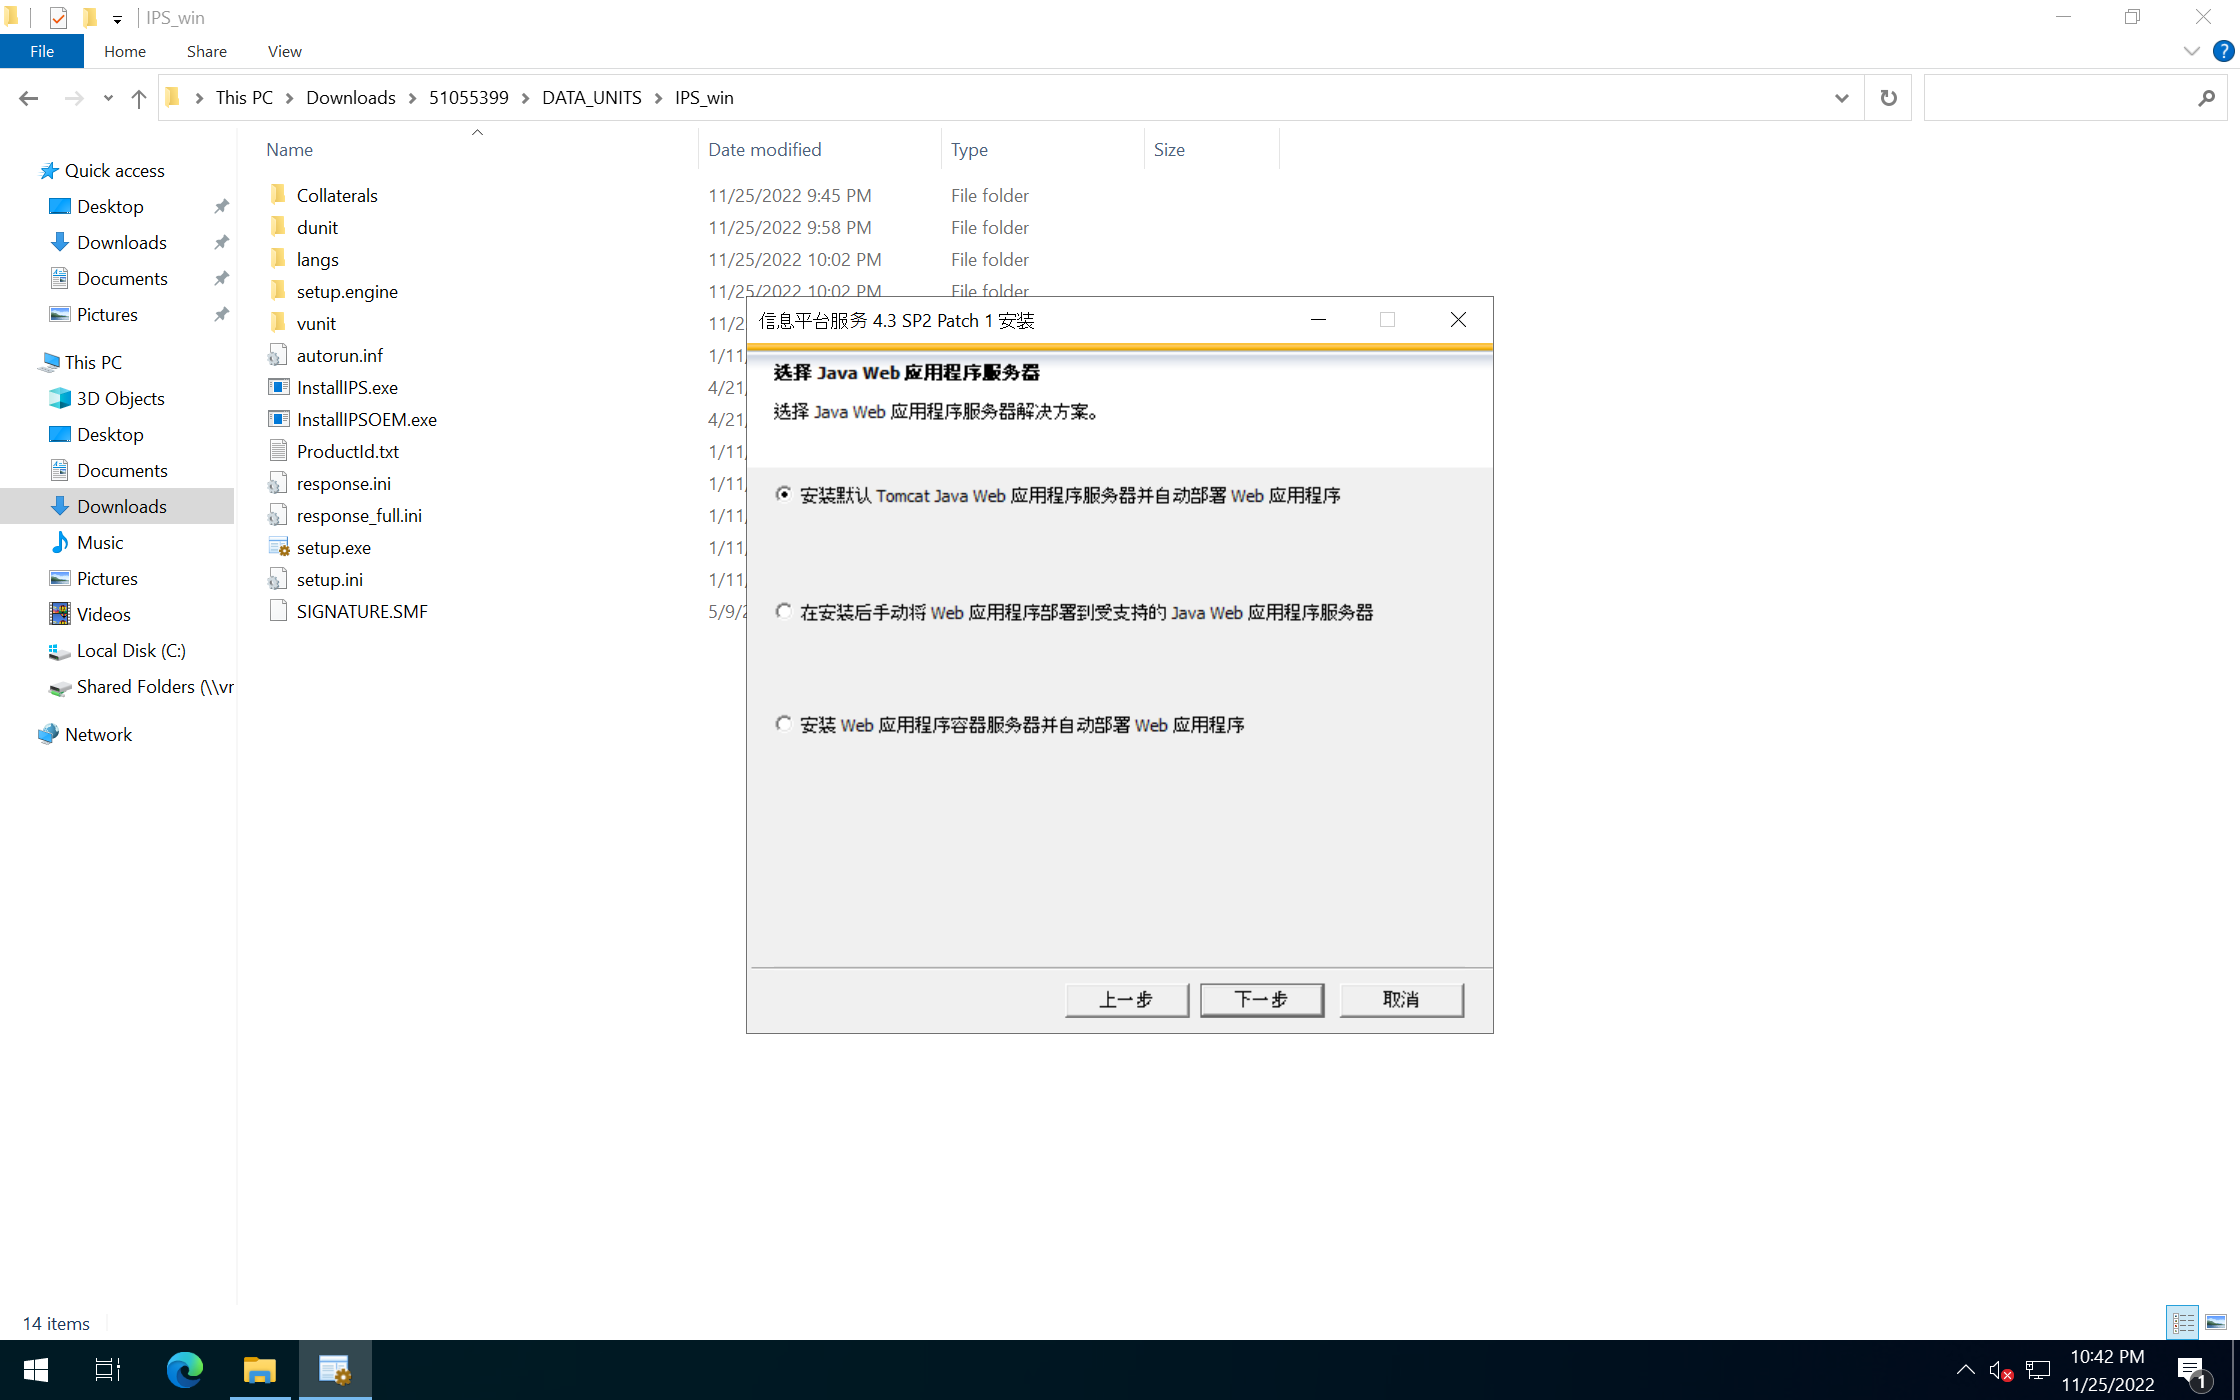 IPS_win
File
Home
Share
View
This PC
Downloads
51055399
DATA_UNITS
IPS_win
Name
Date modified
Type
Size
Quick access
Desktop
Downloads
Documents
Pictures
This PC
3D Objects
Desktop
Documents
Downloads
Music
Pictures
Videos
Local Disk (C:)
Shared Folders (\\vr
Network
Collaterals 11/25/2022 9:45 PM File folder
dunit 11/25/2022 9:58 PM File folder
langs 11/25/2022 10:02 PM File folder
setup.engine 11/25/2022 10:02 PM File folder
vunit 11/2
autorun.inf 1/11/
InstallIPS.exe 4/21/
InstallIPSOEM.exe 4/21/
ProductId.txt 1/11/
response.ini 1/11/
response_full.ini 1/11/
setup.exe 1/11/
setup.ini 1/11/
SIGNATURE.SMF 5/9/2
信息平台服务 4.3 SP2 Patch 1 安装
选择 Java Web 应用程序服务器
选择 Java Web 应用程序服务器解决方案。
安装默认 Tomcat Java Web 应用程序服务器并自动部署 Web 应用程序
在安装后手动将 Web 应用程序部署到受支持的 Java Web 应用程序服务器
安装 Web 应用程序容器服务器并自动部署 Web 应用程序
上一步
下一步
取消
14 items
10:42 PM
11/25/2022
1